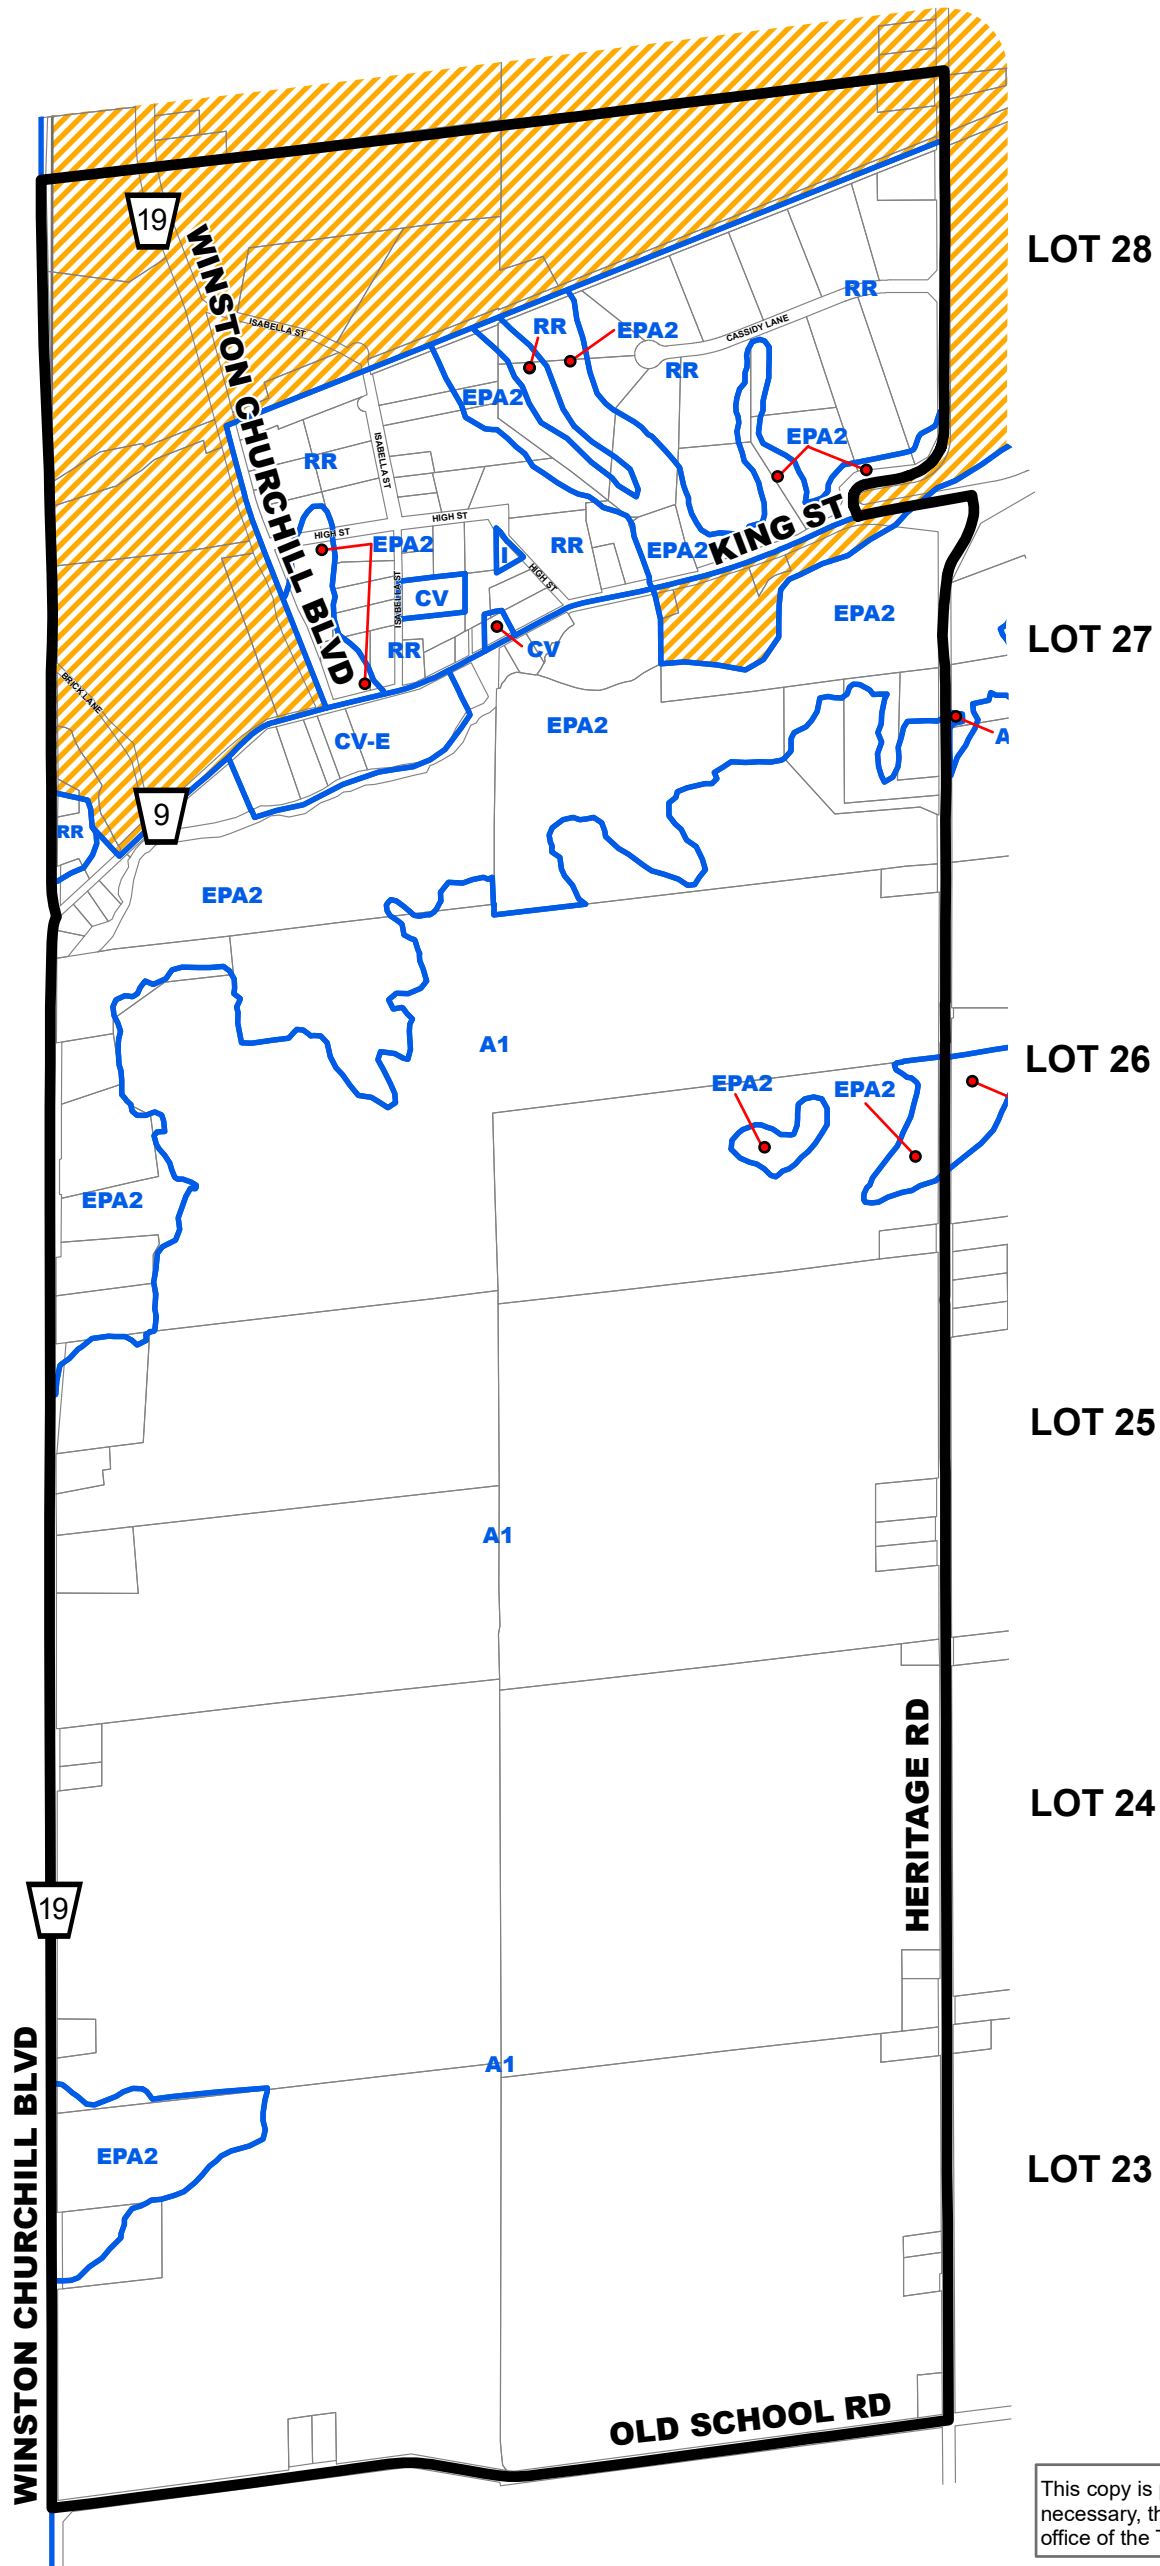 19
WINSTON CHURCHILL BLVD
LOT 28
ISABELLA ST
RR
EPA2
CASSIDY LANE
RR
RR
EPA2
ISABELLA ST
RR
EPA2
HIGH ST
HIGH ST
EPA2
I
RR
EPA2
KING ST
HIGH ST
ISABELLA ST
CV
EPA2
LOT 27
RR
CV
BRICK LANE
CV-E
EPA2
A
9
RR
EPA2
A1
LOT 26
EPA2
EPA2
EPA2
LOT 25
A1
HERITAGE RD
LOT 24
19
WINSTON CHURCHILL BLVD
A1
EPA2
LOT 23
OLD SCHOOL RD
This copy is
necessary, th
office of the